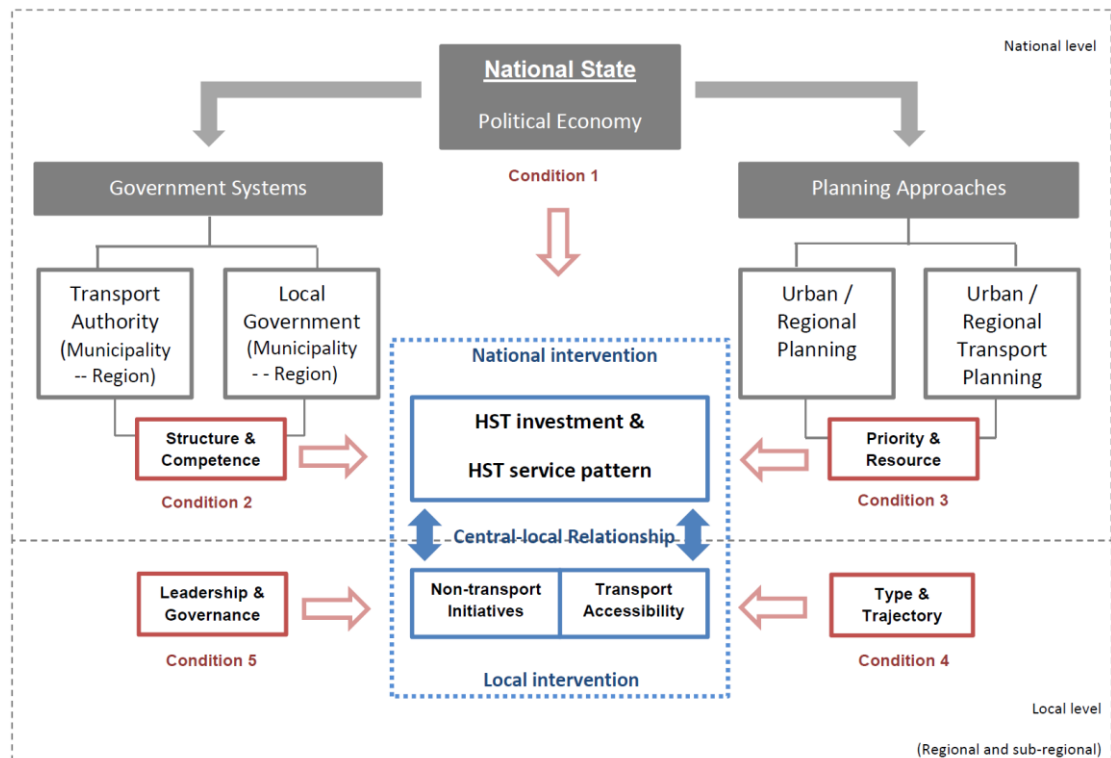 National level
National State
Political Economy
Condition 1
Government Systems
Planning Approaches
Transport
Authority
(Municipality
-- Region)
Local
Government
(Municipality
- - Region)
Urban /
Regional
Planning
Urban /
Regional
Transport
Planning
National intervention
HST investment &
HST service pattern
Structure &
Competence
Condition 2
Priority &
Resource
Condition 3
Central-local Relationship
Leadership &
Governance
Condition 5
Non-transport
Initiatives
Transport
Accessibility
Type &
Trajectory
Condition 4
Local intervention
Local level
(Regional and sub-regional)